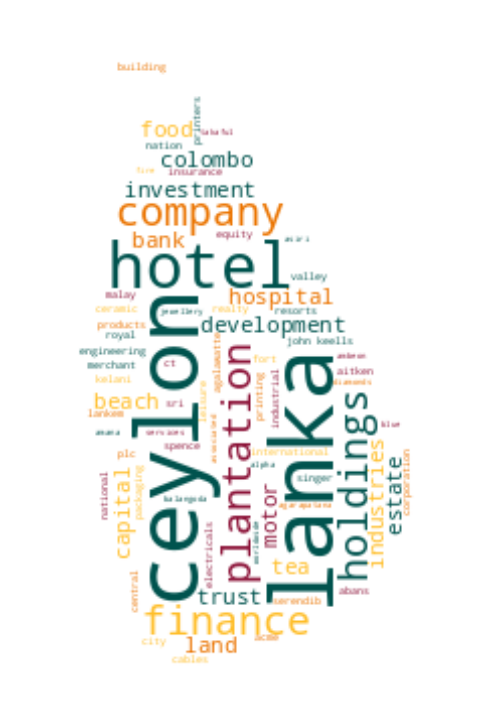 building
printers
food
takaful
nation
colombo
fire
insurance
investment
company
equity
bank
asiri
hotel
valley
malay
hospital
ceramic
jewellery
realty
resorts
products
development
royal
john keells
engineering
agalawatte
merchant
ct
fort
ambeon
aitken
kelani
industrial
diamonds
beach
sri
leisure
printing
lankem
associated
blue
amana
services
ceylon
plantation
lanka
holdings
spence
international
plc
alpha
industries
corporation
national
capital
packaging
singer
estate
balangoda
motor
agarapatana
electricals
worldwide
tea
central
trust
serendib
abans
finance
city
land
acme
cables